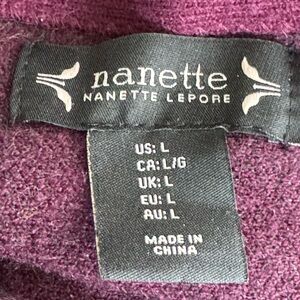 nanette
NANETTE LEPORE
US: L
CA: L/G
UK: L
EU: L
AU: L
MADE IN
CHINA